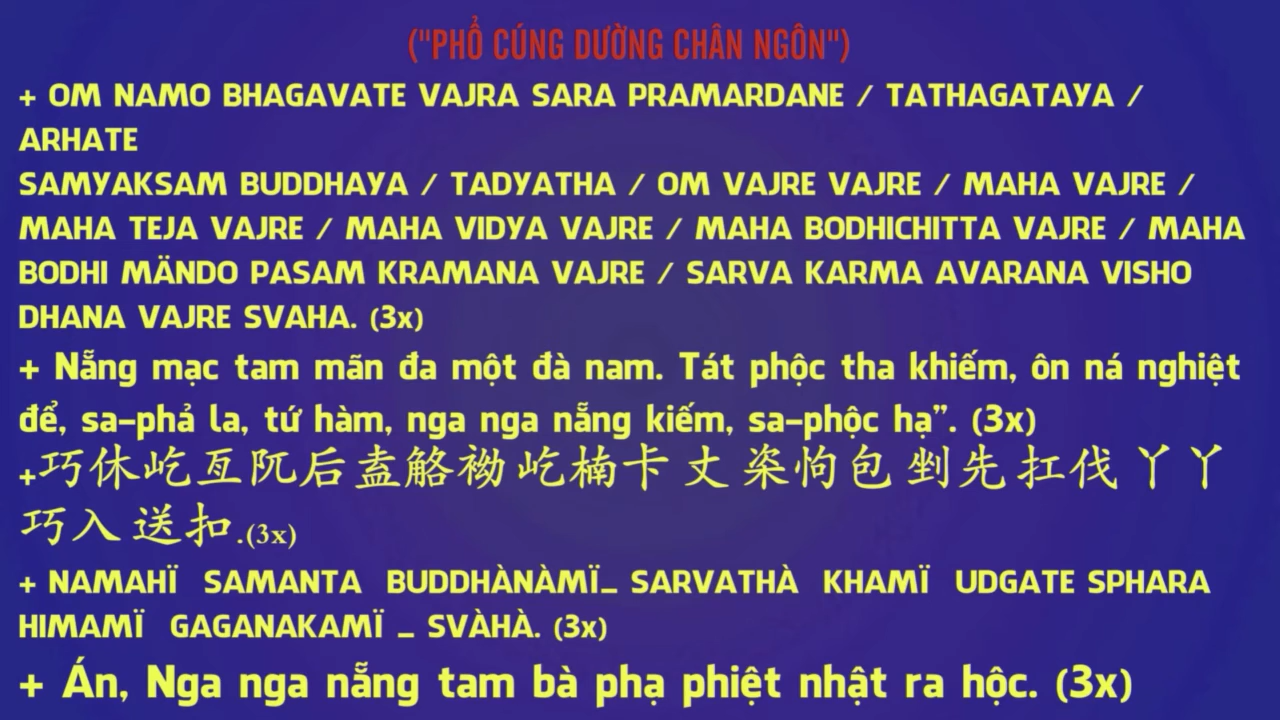 ("PHỔ CÚNG DƯỜNG CHÂN NGÔN")
+ OM NAMO BHAGAVATE VAJRA SARA PRAMARDANE / TATHAGATAYA /
ARHATE
SAMYAKSAM BUDDHAYA / TADYATHA / OM VAJRE VAJRE / MAHA VAJRE /
MAHA TEJA VAJRE / MAHA VIDYA VAJRE / MAHA BODHICHITTA VAJRE / MAHA
BODHI MÄNDO PASAM KRAMANA VAJRE / SARVA KARMA AVARANA VISHO
DHANA VAJRE SVAHA. (3x)
+ Nẵng mạc tam mãn đa một đà nam. Tát phộc tha khiếm, ôn ná nghiệt
để, sa-phả la, tứ hàm, nga nga nẵng kiếm, sa-phộc hạ”. (3x)
+巧休屹亙阢后盍觡袎 屹楠卡 丈 楶怐包 剉先 扛伐 丫丫
巧入 送扣.(3x)
+ NAMAHÏ SAMANTA BUDDHÀNÀMÏ_ SARVATHÀ KHAMÏ UDGATE SPHARA
HIMAMÏ GAGANAKAMÏ _ SVÀHÀ. (3x)
+ Án, Nga nga nẵng tam bà phạ phiệt nhật ra hộc. (3x)